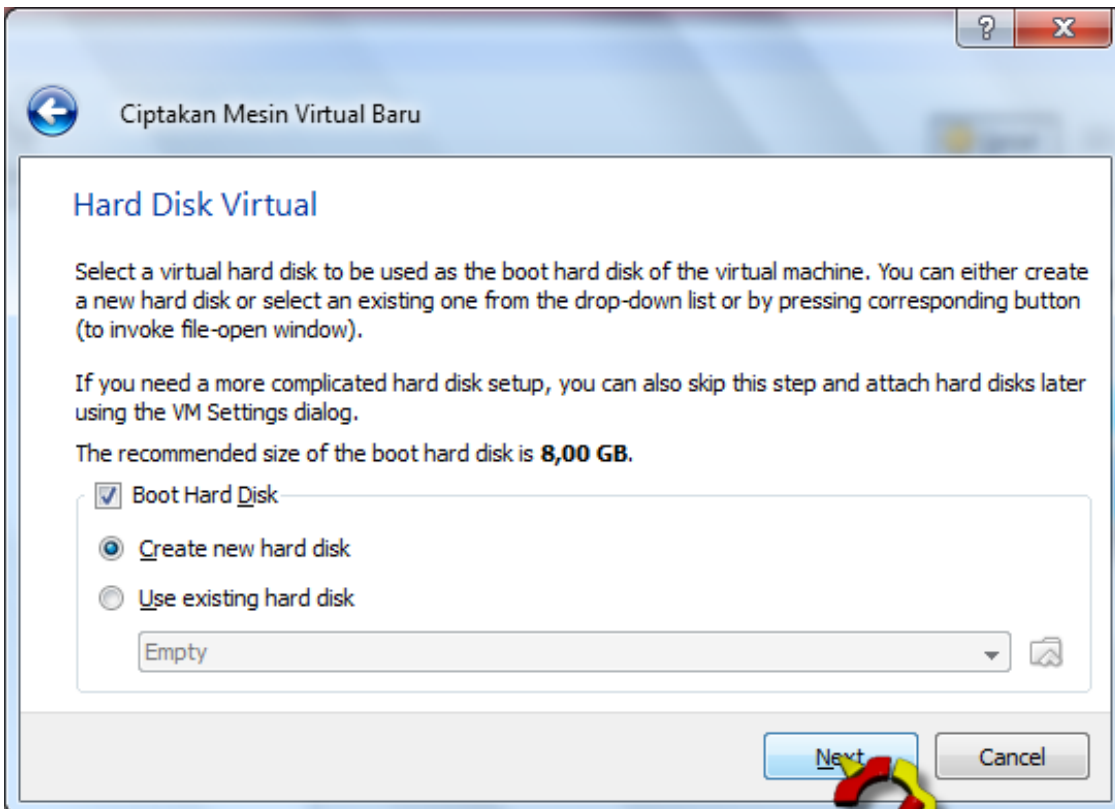 ?
Ciptakan Mesin Virtual Baru
Hard Disk Virtual
Select a virtual hard disk to be used as the boot hard disk of the virtual machine. You can either create
a new hard disk or select an existing one from the drop-down list or by pressing corresponding button
(to invoke file-open window).
If you need a more complicated hard disk setup, you can also skip this step and attach hard disks later
using the VM Settings dialog.
The recommended size of the boot hard disk is 8,00 GB.
Boot Hard Disk
Create new hard disk
Use existing hard disk
Empty
Next
Cancel